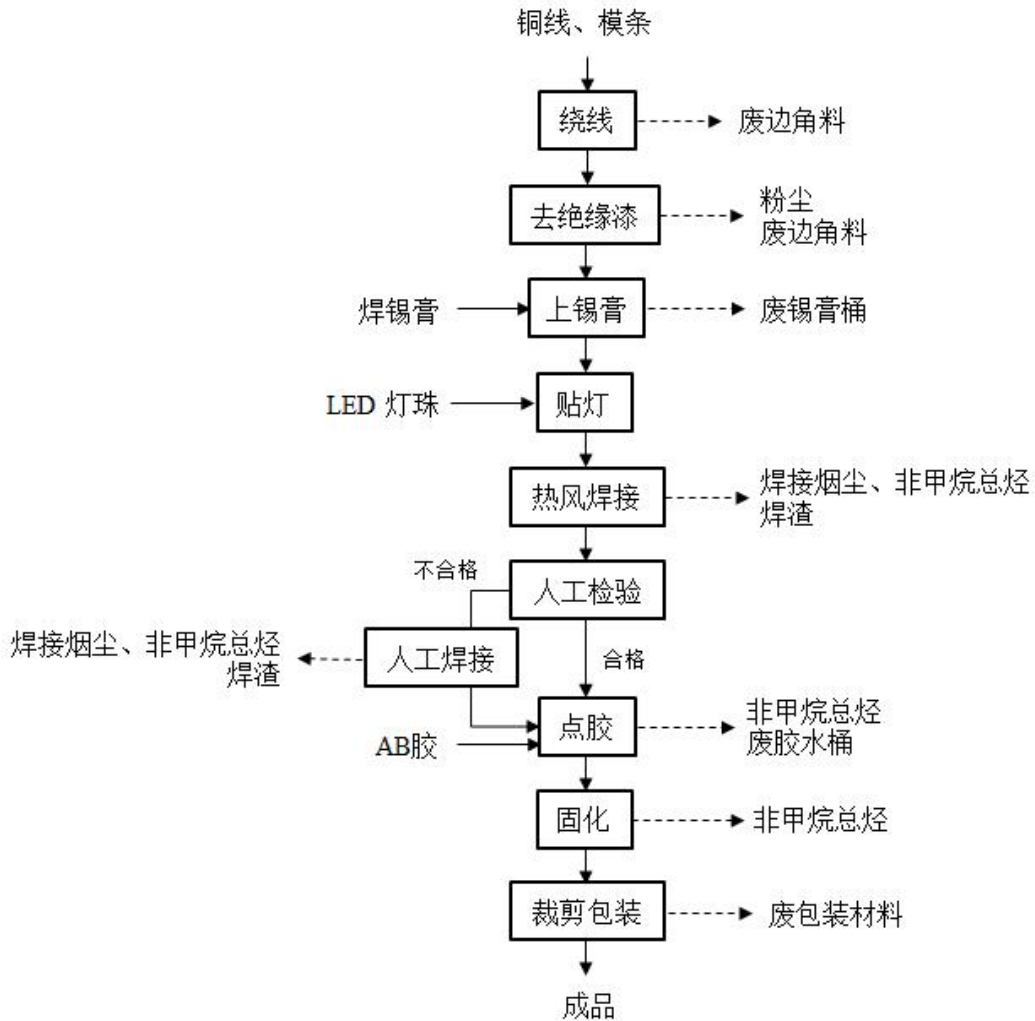 铜线、模条
绕线
废边角料
去绝缘漆
粉尘
废边角料
焊锡膏
上锡膏
废锡膏桶
LED 灯珠
贴灯
热风焊接
焊接烟尘、非甲烷总烃
焊渣
不合格
人工检验
焊接烟尘、非甲烷总烃
焊渣
人工焊接
合格
AB胶
点胶
非甲烷总烃
废胶水桶
固化
非甲烷总烃
裁剪包装
废包装材料
成品